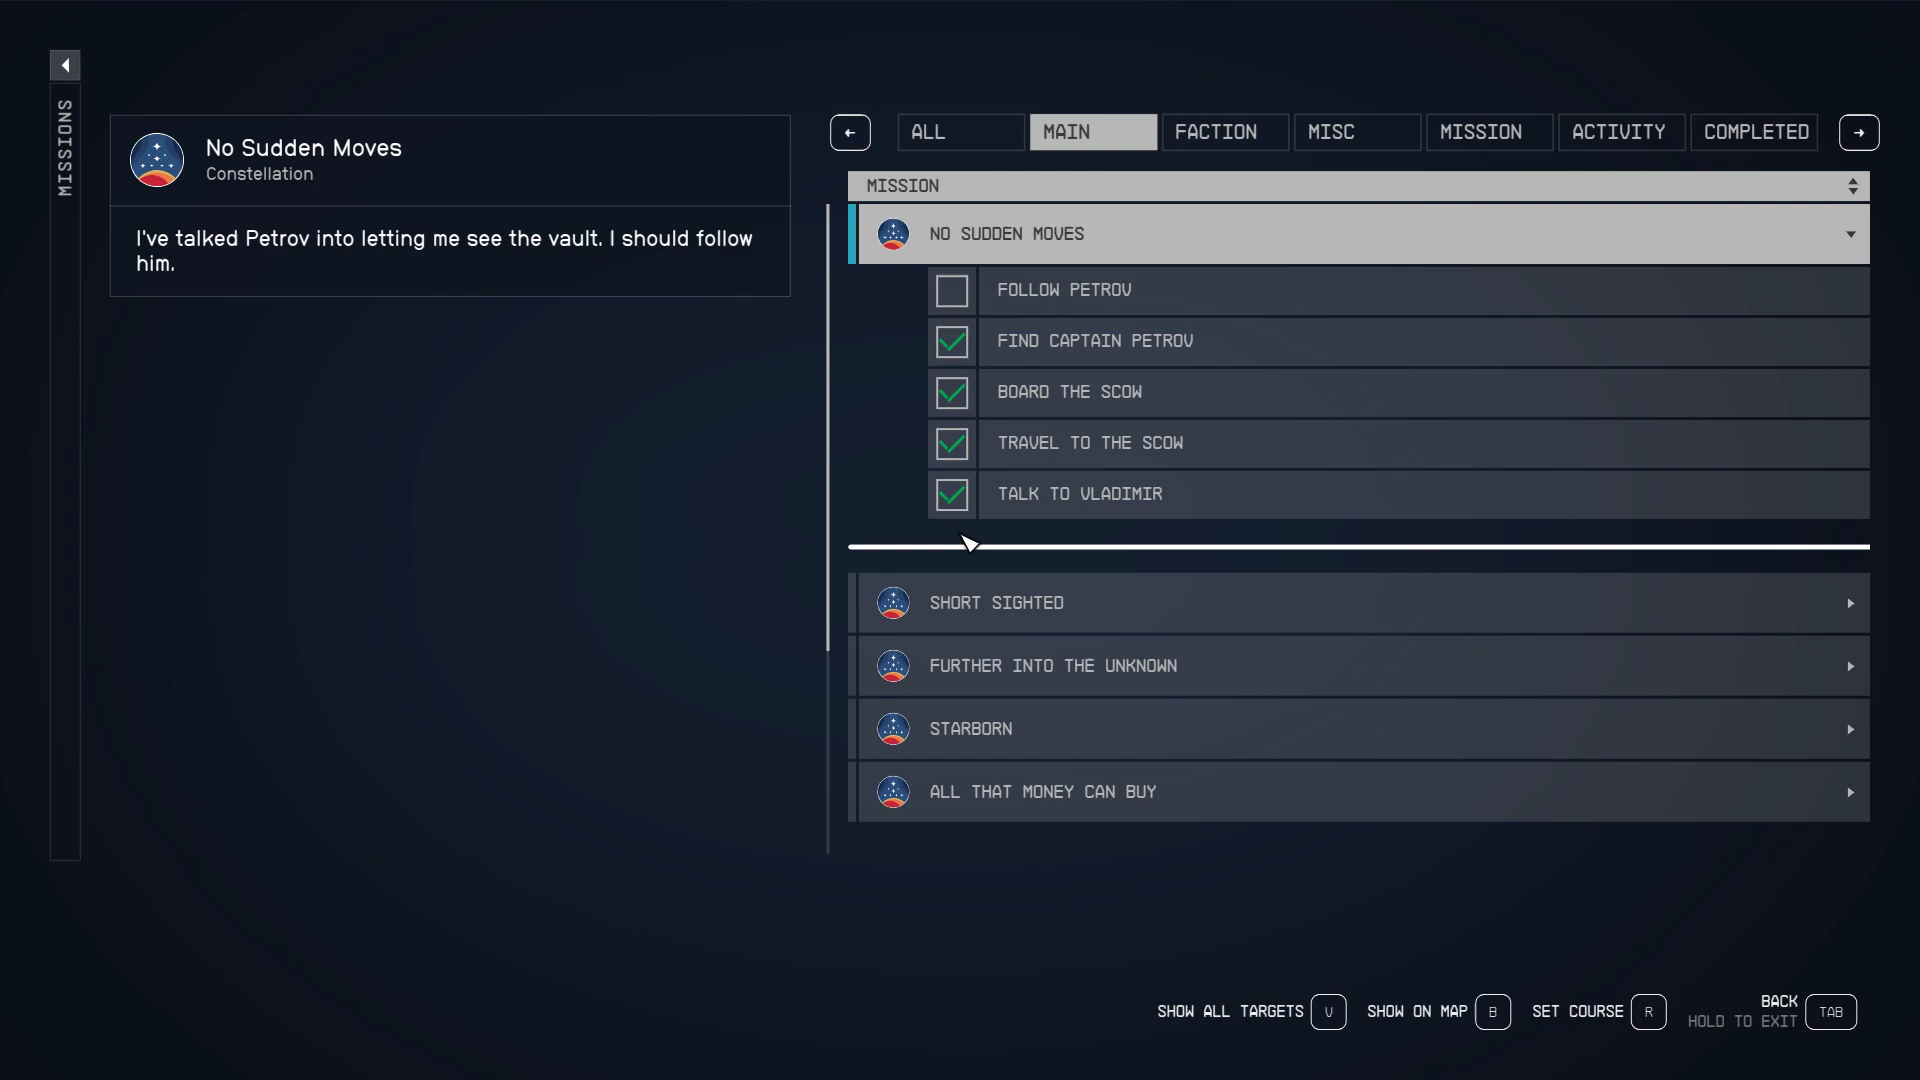 MISSIONS
No Sudden Moves
Constellation
I've talked Petrov into letting me see the vault. I should follow
him.
ALL
MAIN
FACTION
MISC
MISSION
ACTIVITY
COMPLETED
MISSION
NO SUDDEN MOVES
FOLLOW PETROV
FIND CAPTAIN PETROV
BOARD THE SCOW
TRAVEL TO THE SCOW
TALK TO VLADIMIR
SHORT SIGHTED
FURTHER INTO THE UNKNOWN
STARBORN
ALL THAT MONEY CAN BUY
SHOW ALL TARGETS V
SHOW ON MAP B
SET COURSE R
BACK
HOLD TO EXIT
TAB